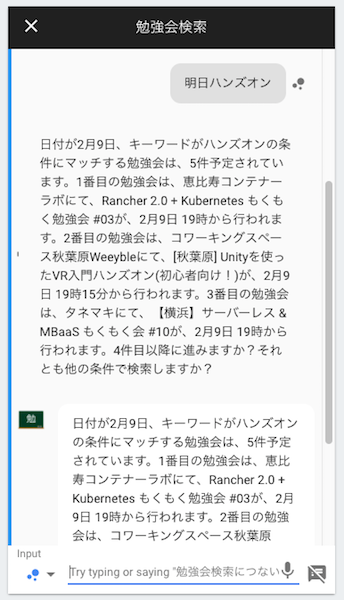 勉強会検索
明日ハンズオン
日付が2月9日、キーワードがハンズオンの条
件にマッチする勉強会は、5件予定されていま
す。1番目の勉強会は、恵比寿コンテナー
ラボにて、Rancher 2.0 + Kubernetes もくも
く勉強会 #03が、2月9日 19時から行われま
す。2番目の勉強会は、コワーキングスペー
ス秋葉原Weeybleにて、[秋葉原] Unityを使っ
たVR入門ハンズオン(初心者向け！)が、2月9
日 19時15分から行われます。3番目の勉強会
は、タネマキにて、【横浜】サーバーレス &
MBaaS もくもく会 #10が、2月9日 19時から
行われます。4件目以降に進みますか？それ
とも他の条件で検索しますか？
勉
日付が2月9日、キーワードがハンズオン
の条件にマッチする勉強会は、5件予定
されています。1番目の勉強会は、恵比
寿コンテナーラボにて、Rancher 2.0 +
Kubernetes もくもく勉強会 #03が、2月
9日 19時から行われます。2番目の勉強
会は、コワーキングスペース秋葉原
Input
Try typing or saying "勉強会検索につない